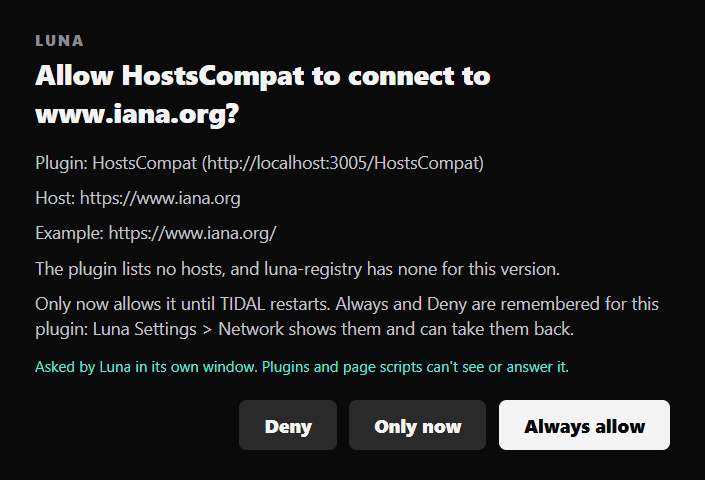 LUNA
Allow HostsCompat to connect to
www.iana.org?
Plugin: HostsCompat (http://localhost:3005/HostsCompat)
Host: https://www.iana.org
Example: https://www.iana.org/
The plugin lists no hosts, and luna-registry has none for this version.
Only now allows it until TIDAL restarts. Always and Deny are remembered for this
plugin: Luna Settings > Network shows them and can take them back.
Asked by Luna in its own window. Plugins and page scripts can't see or answer it.
Deny Only now Always allow